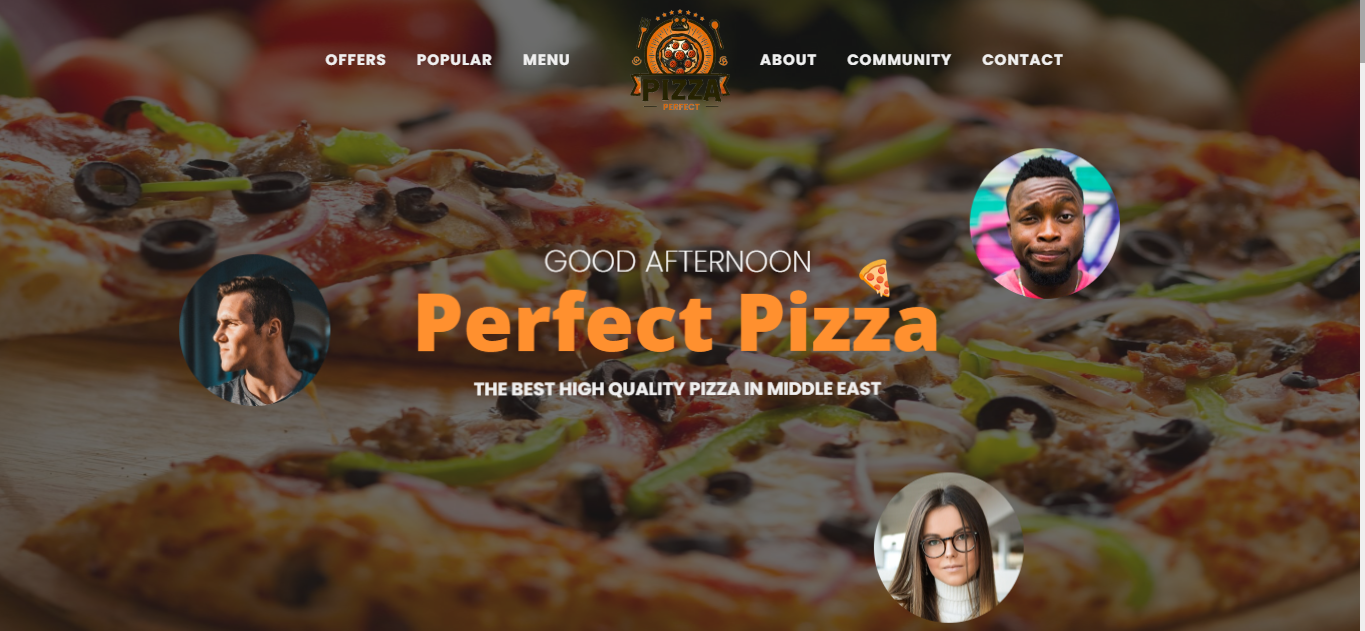 OFFERS POPULAR MENU
PIZZA
PERFECT
ABOUT COMMUNITY CONTACT
GOOD AFTERNOON
Perfect Pizza
THE BEST HIGH QUALITY PIZZA IN MIDDLE EAST